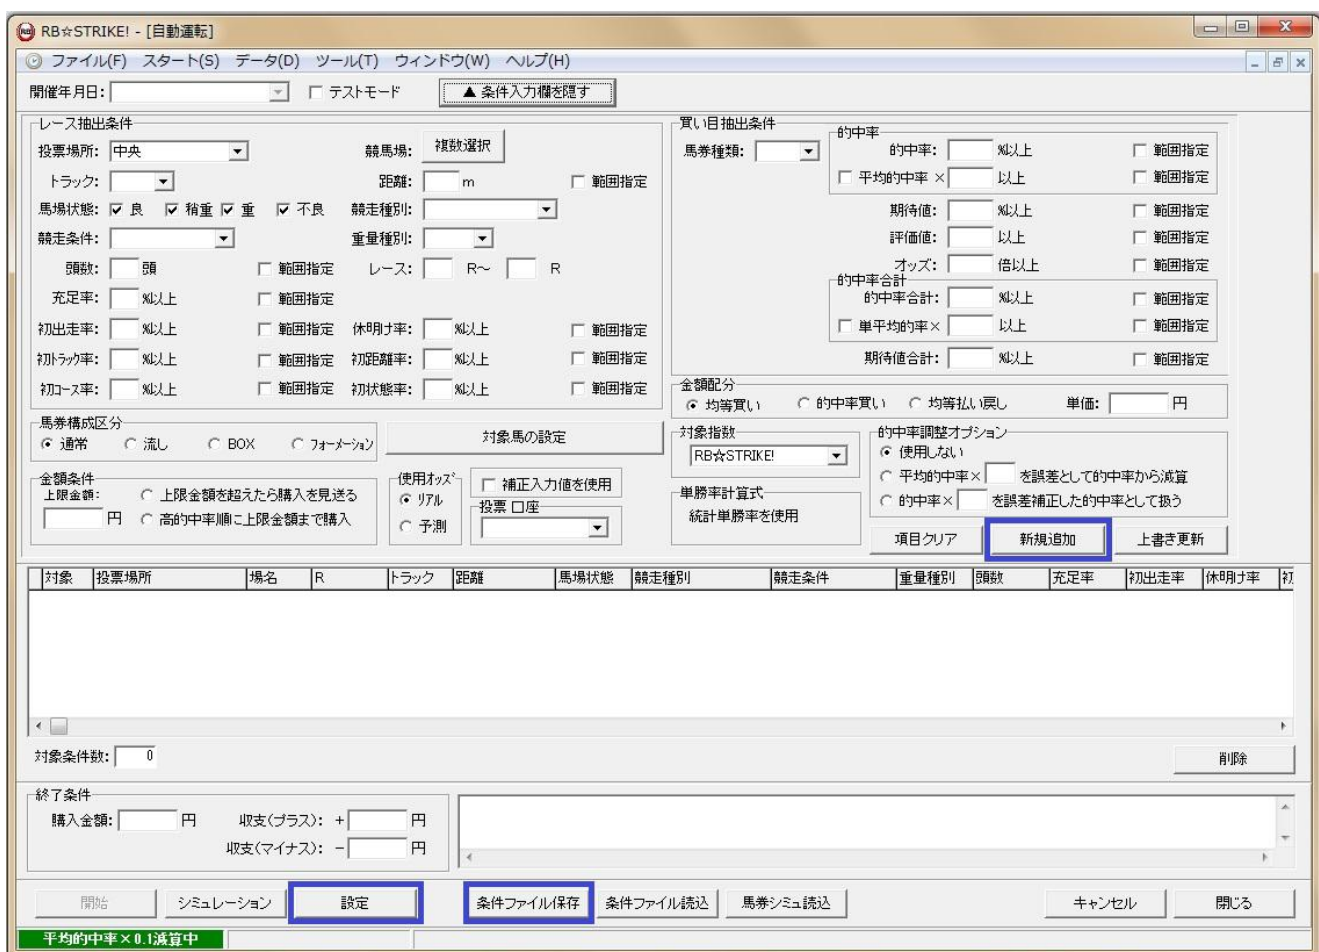 RB☆STRIKE! - [自動運転]
ファイル(F) スタート(S) データ(D) ツール(T) ウィンドウ(W) ヘルプ(H)
開催年月日: テストモード ▲ 条件入力欄を隠す
レース抽出条件
投票場所: 中央 競馬場: 複数選択
トラック: 距離: m 範囲指定
馬場状態: 良 稍重 重 不良 競走種別:
競走条件: 重量種別:
頭数: 頭 範囲指定 レース: R～ R
充足率: %以上 範囲指定
初出走率: %以上 範囲指定 休明け率: %以上 範囲指定
初トラック率: %以上 範囲指定 初距離率: %以上 範囲指定
初コース率: %以上 範囲指定 初状態率: %以上 範囲指定
買い目抽出条件
馬券種類:
的中率
的中率: %以上 範囲指定
平均的中率 × 以上 範囲指定
期待値: %以上 範囲指定
評価値: 以上 範囲指定
オッズ: 倍以上 範囲指定
的中率合計
的中率合計: %以上 範囲指定
単平均的率× 以上 範囲指定
期待値合計: %以上 範囲指定
金額配分
均等買い 的中率買い 均等払い戻し 単価: 円
馬券構成区分
通常 流し BOX フォーメーション
対象馬の設定
対象指数
RB☆STRIKE!
的中率調整オプション
使用しない
平均的中率× を誤差として的中率から減算
的中率× を誤差補正した的中率として扱う
金額条件
上限金額: 円
上限金額を超えたら購入を見送る
高的中率順に上限金額まで購入
使用オッズ
リアル
予測
補正入力値を使用
投票口座
単勝率計算式
統計単勝率を使用
項目クリア 新規追加 上書き更新
対象 投票場所 場名 R トラック 距離 馬場状態 競走種別 競走条件 重量種別 頭数 充足率 初出走率 休明け率 初
対象条件数: 0 削除
終了条件
購入金額: 円 収支(プラス): + 円
収支(マイナス): − 円
開始 シミュレーション 設定 条件ファイル保存 条件ファイル読込 馬券シミュ読込 キャンセル 閉じる
平均的中率×0.1減算中